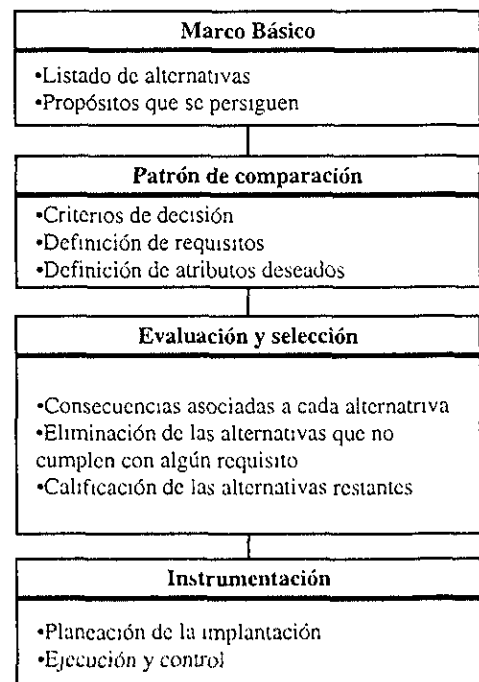 Marco Básico
•Listado de alternativas
•Propósitos que se persiguen
Patrón de comparación
•Criterios de decisión
•Definición de requisitos
•Definición de atributos deseados
Evaluación y selección
•Consecuencias asociadas a cada alternatriva
•Eliminación de las alternativas que no
cumplen con algún requisito
•Calificación de las alternativas restantes
Instrumentación
•Planeación de la implantación
•Ejecución y control